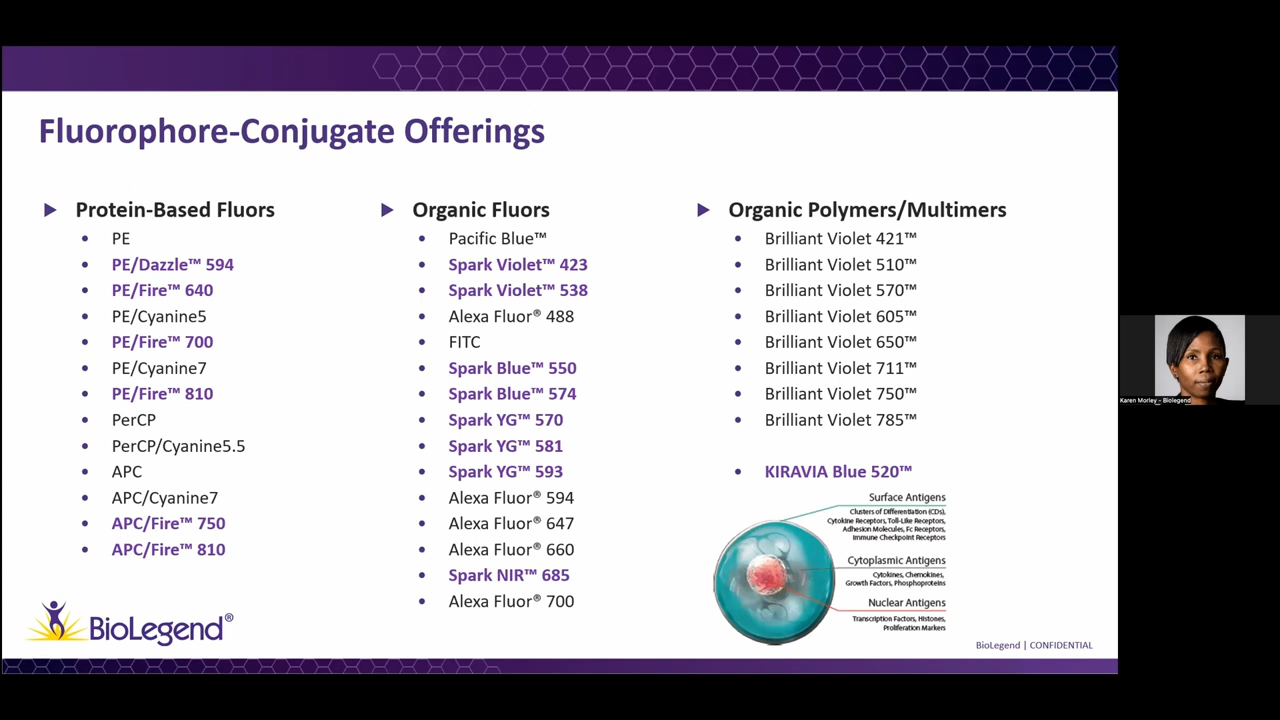 Fluorophore-Conjugate Offerings
Protein-Based Fluors
PE
PE/Dazzle™ 594
PE/Fire™ 640
PE/Cyanine5
PE/Fire™ 700
PE/Cyanine7
PE/Fire™ 810
PerCP
PerCP/Cyanine5.5
APC
APC/Cyanine7
APC/Fire™ 750
APC/Fire™ 810
Organic Fluors
Pacific Blue™
Spark Violet™ 423
Spark Violet™ 538
Alexa Fluor® 488
FITC
Spark Blue™ 550
Spark Blue™ 574
Spark YG™ 570
Spark YG™ 581
Spark YG™ 593
Alexa Fluor® 594
Alexa Fluor® 647
Alexa Fluor® 660
Spark NIR™ 685
Alexa Fluor® 700
Organic Polymers/Multimers
Brilliant Violet 421™
Brilliant Violet 510™
Brilliant Violet 570™
Brilliant Violet 605™
Brilliant Violet 650™
Brilliant Violet 711™
Brilliant Violet 750™
Brilliant Violet 785™
KIRAVIA Blue 520™
Surface Antigens
Clusters of Differentiation (CDs),
Cytokine Receptors, Toll-Like Receptors,
Adhesion Molecules, Fc Receptors,
Immune Checkpoint Receptors
Cytoplasmic Antigens
Cytokines, Chemokines,
Growth Factors, Phosphoproteins
Nuclear Antigens
Transcription Factors, Histones,
Proliferation Markers
BioLegend®
BioLegend | CONFIDENTIAL
Karen Morley – Biolegend